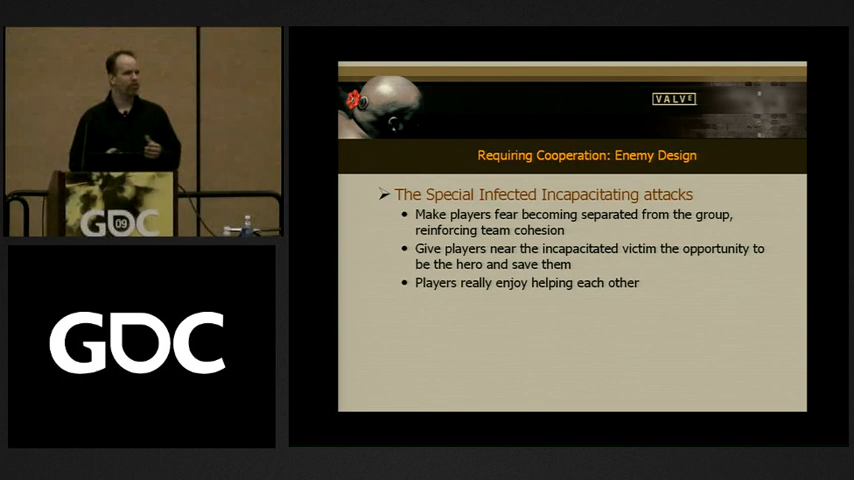 VALVE
Requiring Cooperation: Enemy Design
The Special Infected Incapacitating attacks
Make players fear becoming separated from the group,
reinforcing team cohesion
Give players near the incapacitated victim the opportunity to
be the hero and save them
Players really enjoy helping each other
GDC 09
GDC